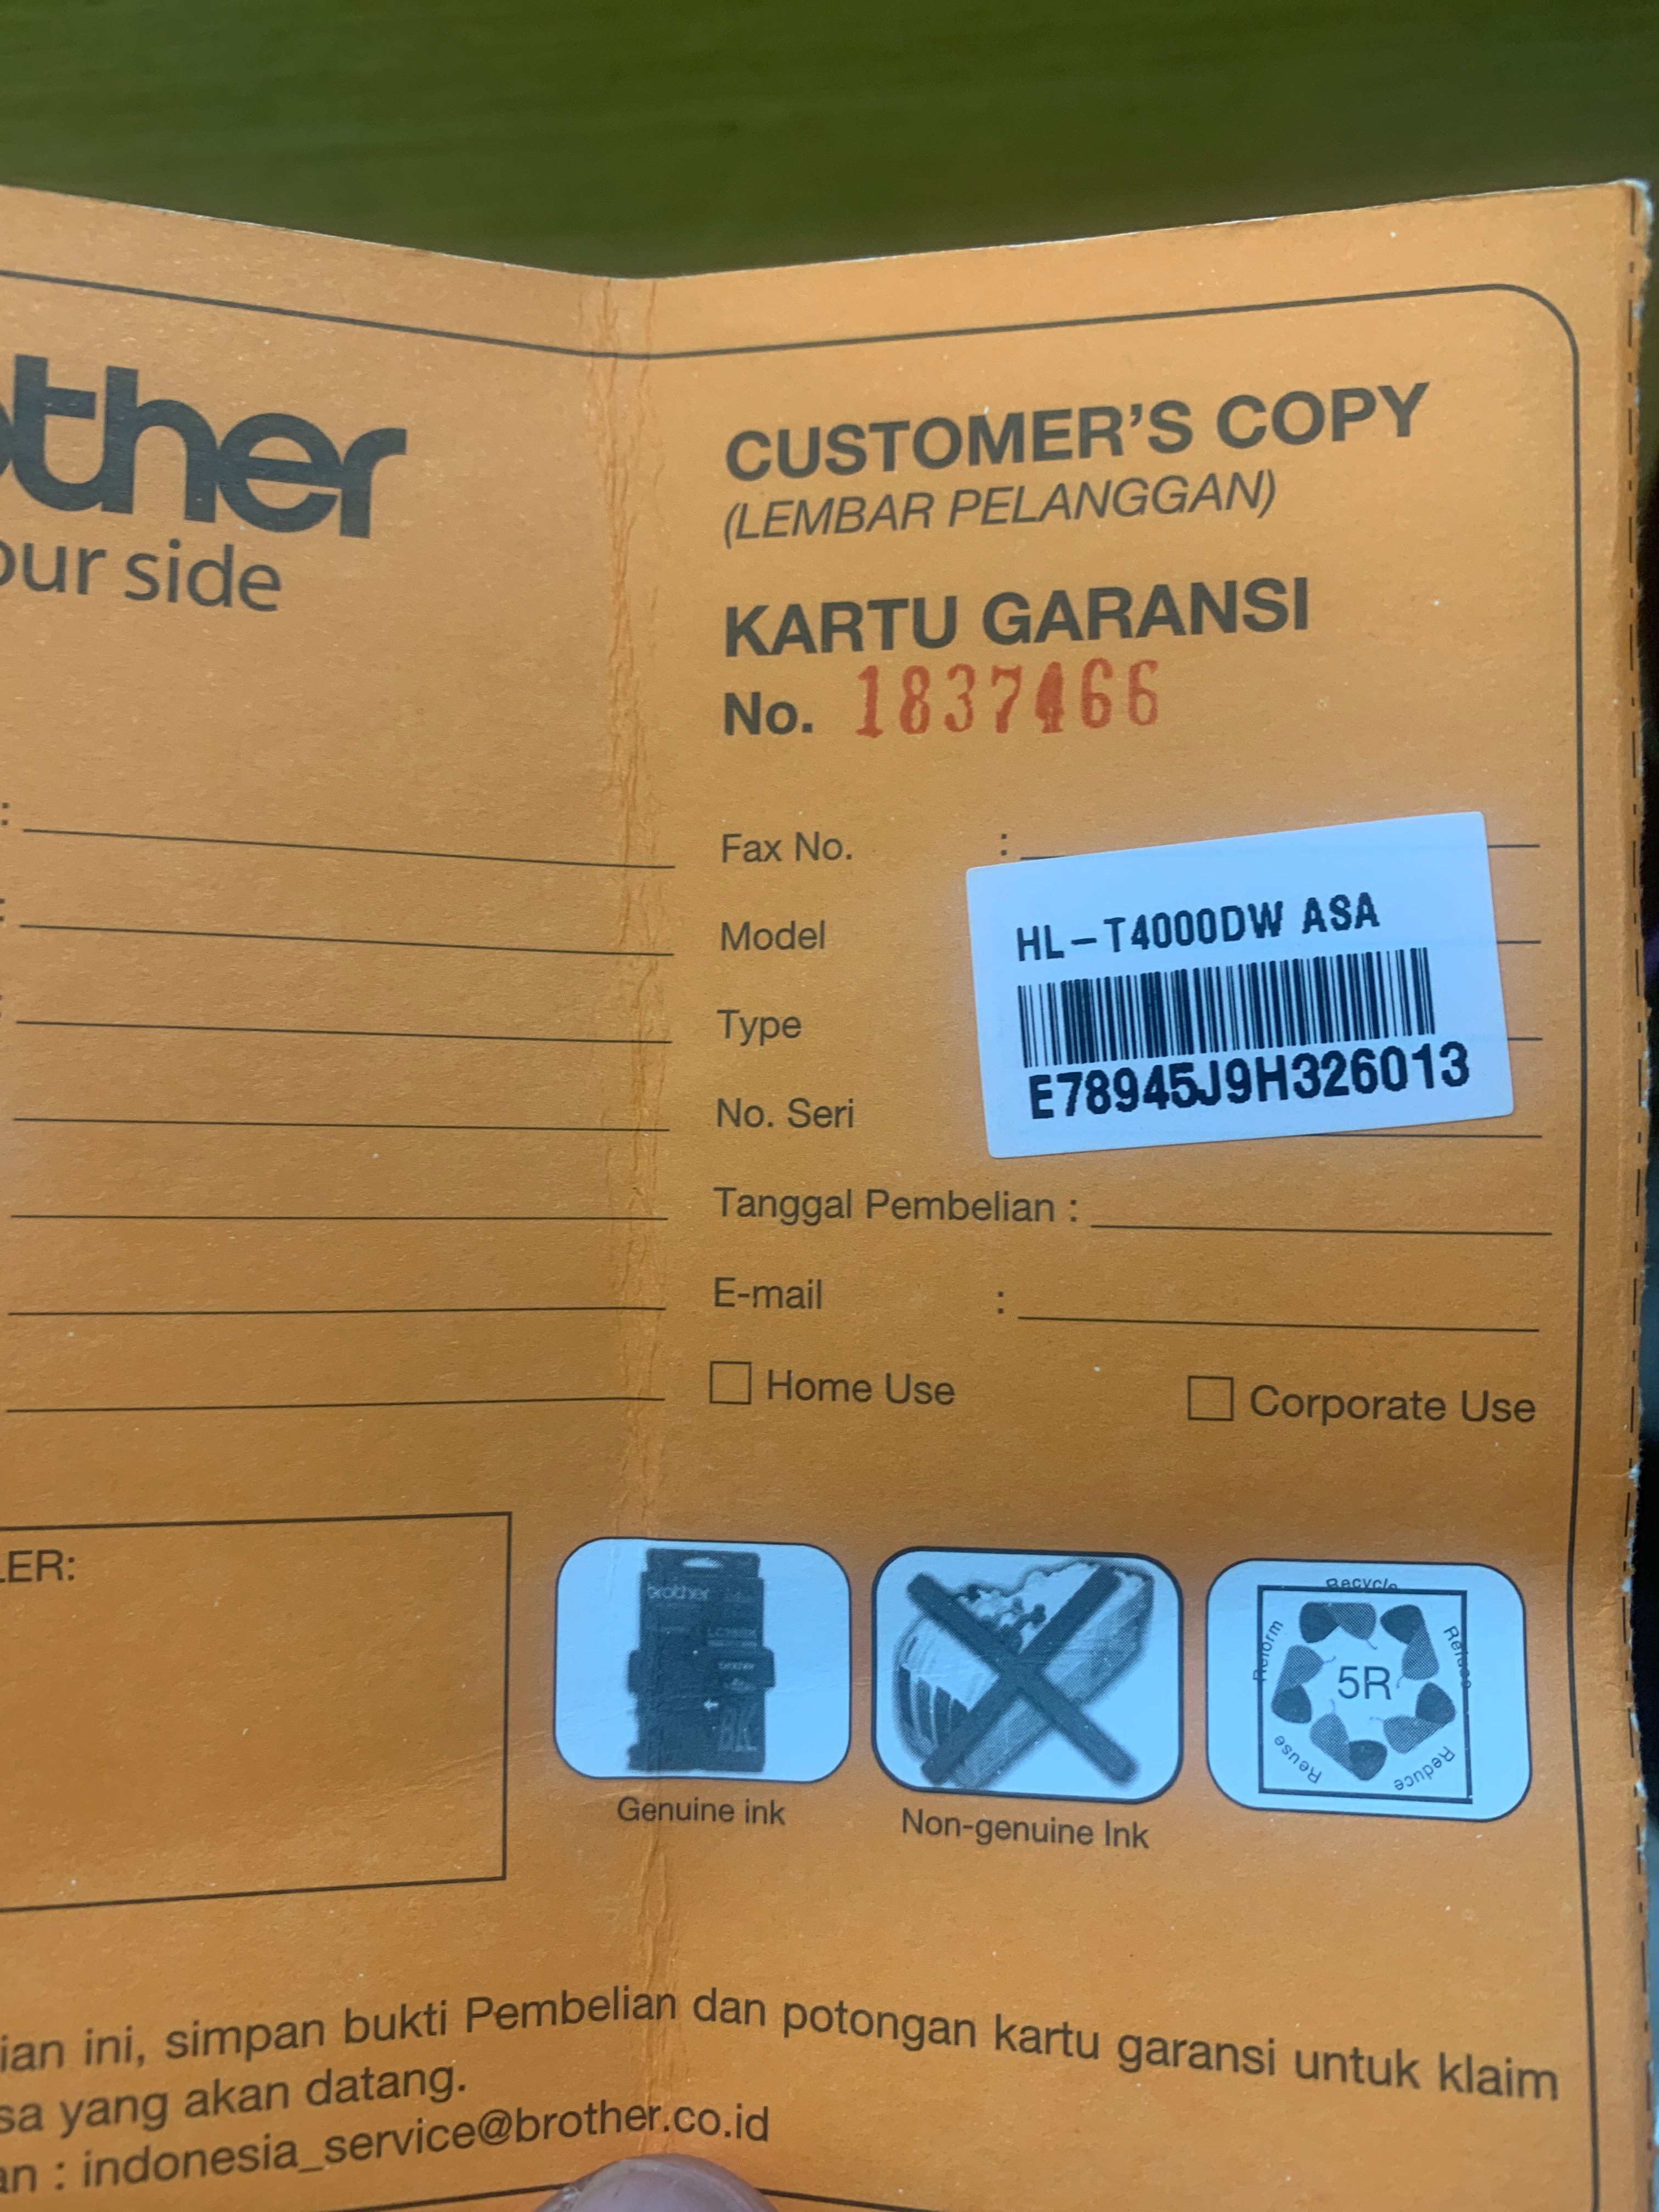 other
our side
CUSTOMER'S COPY
(LEMBAR PELANGGAN)
KARTU GARANSI
No. 1837466
Fax No. :
Model
HL-T4000DW ASA
Type
E78945J9H326013
No. Seri
Tanggal Pembelian :
E-mail :
Home Use
Corporate Use
LER:
brother
brother
BK
Genuine ink
Non-genuine Ink
Recycle
Refuse
Reduce
Reuse
Reform
5R
ian ini, simpan bukti Pembelian dan potongan kartu garansi untuk klaim
sa yang akan datang.
an : indonesia_service@brother.co.id